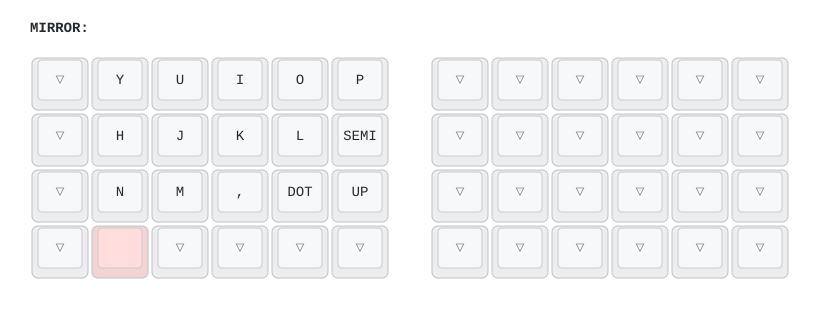 MIRROR:
▽ Y U I O P ▽ ▽ ▽ ▽ ▽ ▽
▽ H J K L SEMI ▽ ▽ ▽ ▽ ▽ ▽
▽ N M , DOT UP ▽ ▽ ▽ ▽ ▽ ▽
▽ ▽ ▽ ▽ ▽ ▽ ▽ ▽ ▽ ▽ ▽